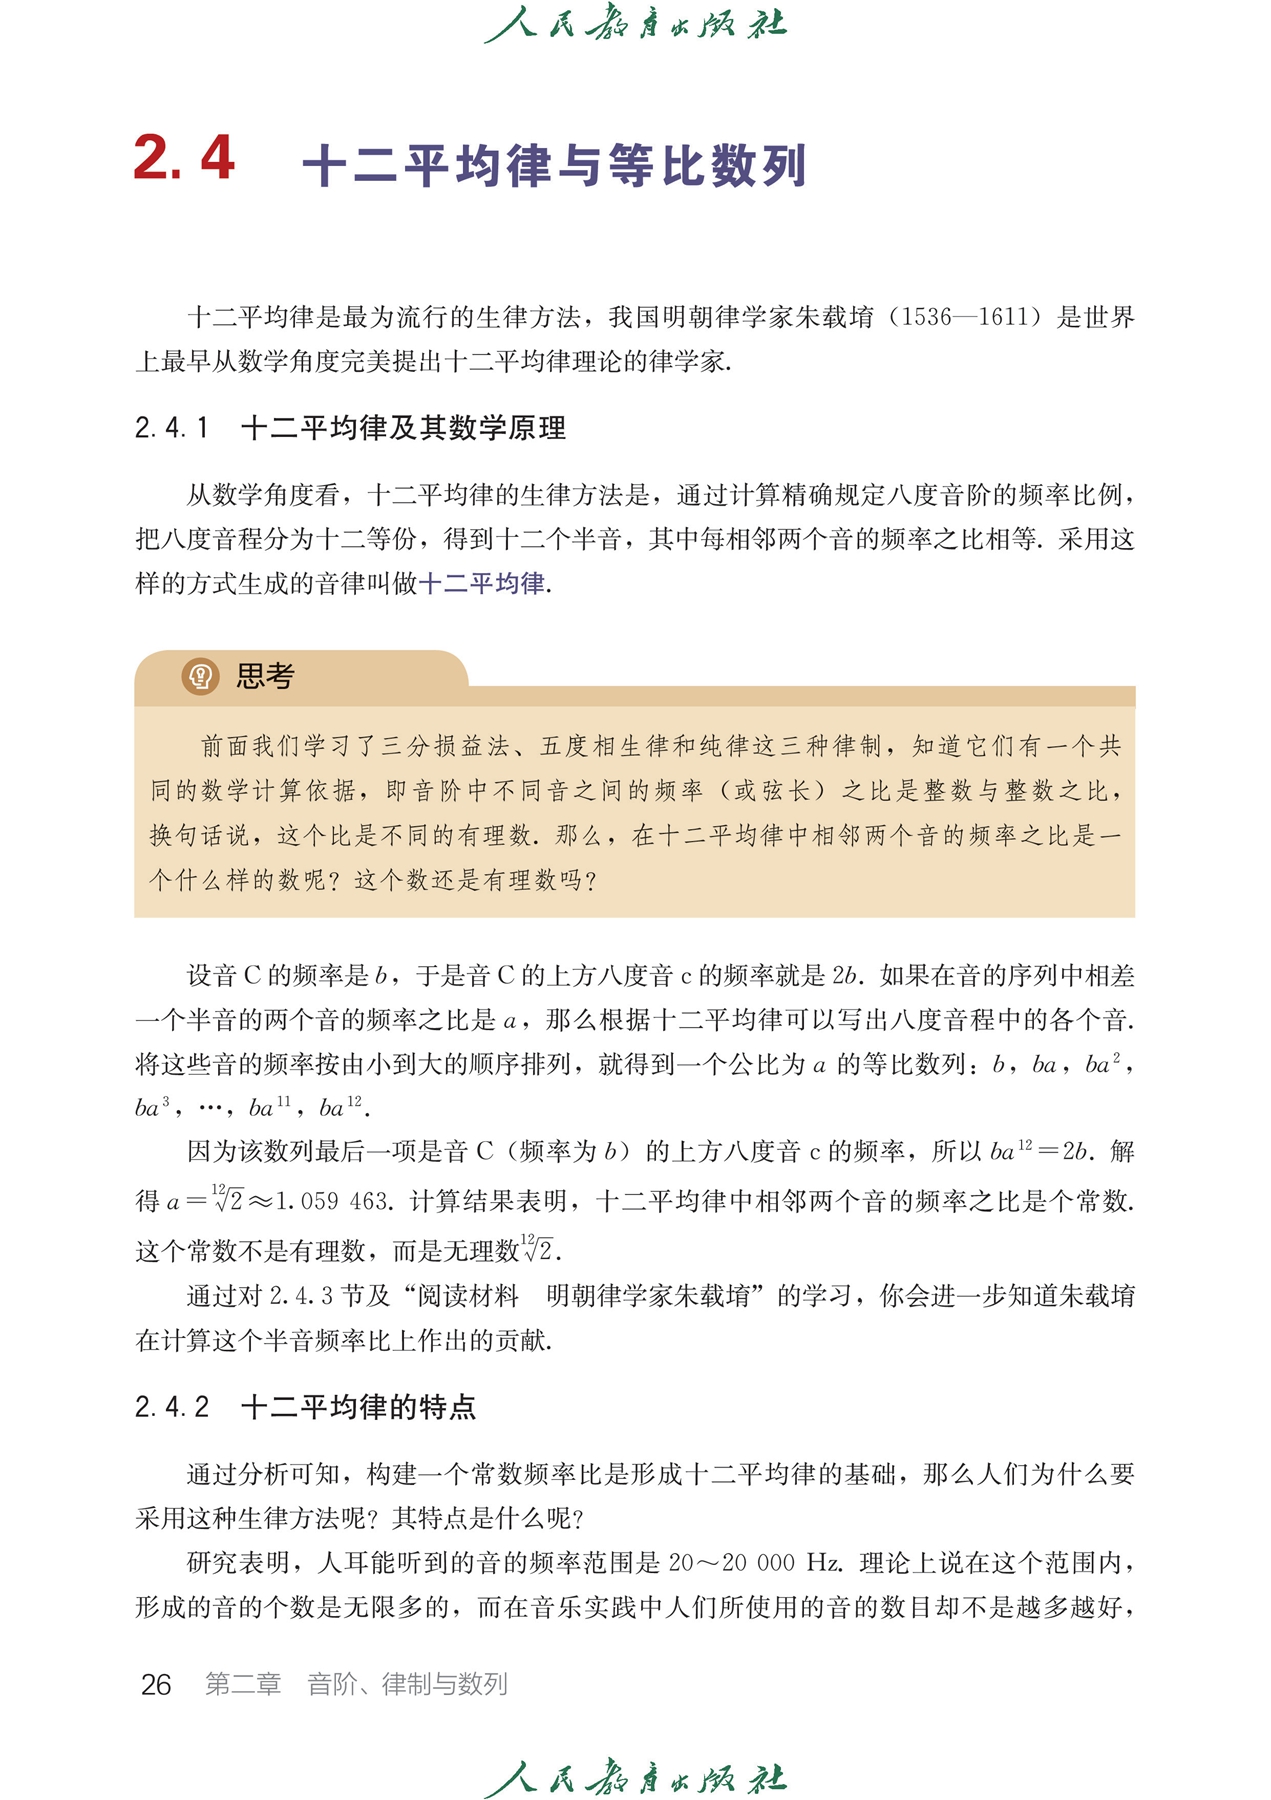 人民教育出版社
2.4 十二平均律与等比数列
十二平均律是最为流行的生律方法，我国明朝律学家朱载堉（1536—1611）是世界
上最早从数学角度完美提出十二平均律理论的律学家.
2.4.1 十二平均律及其数学原理
从数学角度看，十二平均律的生律方法是，通过计算精确规定八度音阶的频率比例，
把八度音程分为十二等份，得到十二个半音，其中每相邻两个音的频率之比相等. 采用这
样的方式生成的音律叫做十二平均律.
思考
前面我们学习了三分损益法、五度相生律和纯律这三种律制，知道它们有一个共
同的数学计算依据，即音阶中不同音之间的频率（或弦长）之比是整数与整数之比，
换句话说，这个比是不同的有理数. 那么，在十二平均律中相邻两个音的频率之比是一
个什么样的数呢？这个数还是有理数吗？
设音 C 的频率是 b，于是音 C 的上方八度音 c 的频率就是 2b. 如果在音的序列中相差
一个半音的两个音的频率之比是 a，那么根据十二平均律可以写出八度音程中的各个音.
将这些音的频率按由小到大的顺序排列，就得到一个公比为 a 的等比数列：b，ba，ba²，
ba³，…，ba¹¹，ba¹².
因为该数列最后一项是音 C（频率为 b）的上方八度音 c 的频率，所以 ba¹²=2b. 解
得 a=¹²√2≈1.059 463. 计算结果表明，十二平均律中相邻两个音的频率之比是个常数.
这个常数不是有理数，而是无理数¹²√2.
通过对 2.4.3 节及“阅读材料 明朝律学家朱载堉”的学习，你会进一步知道朱载堉
在计算这个半音频率比上作出的贡献.
2.4.2 十二平均律的特点
通过分析可知，构建一个常数频率比是形成十二平均律的基础，那么人们为什么要
采用这种生律方法呢？其特点是什么呢？
研究表明，人耳能听到的音的频率范围是 20～20 000 Hz. 理论上说在这个范围内，
形成的音的个数是无限多的，而在音乐实践中人们所使用的音的数目却不是越多越好，
26 第二章 音阶、律制与数列
人民教育出版社